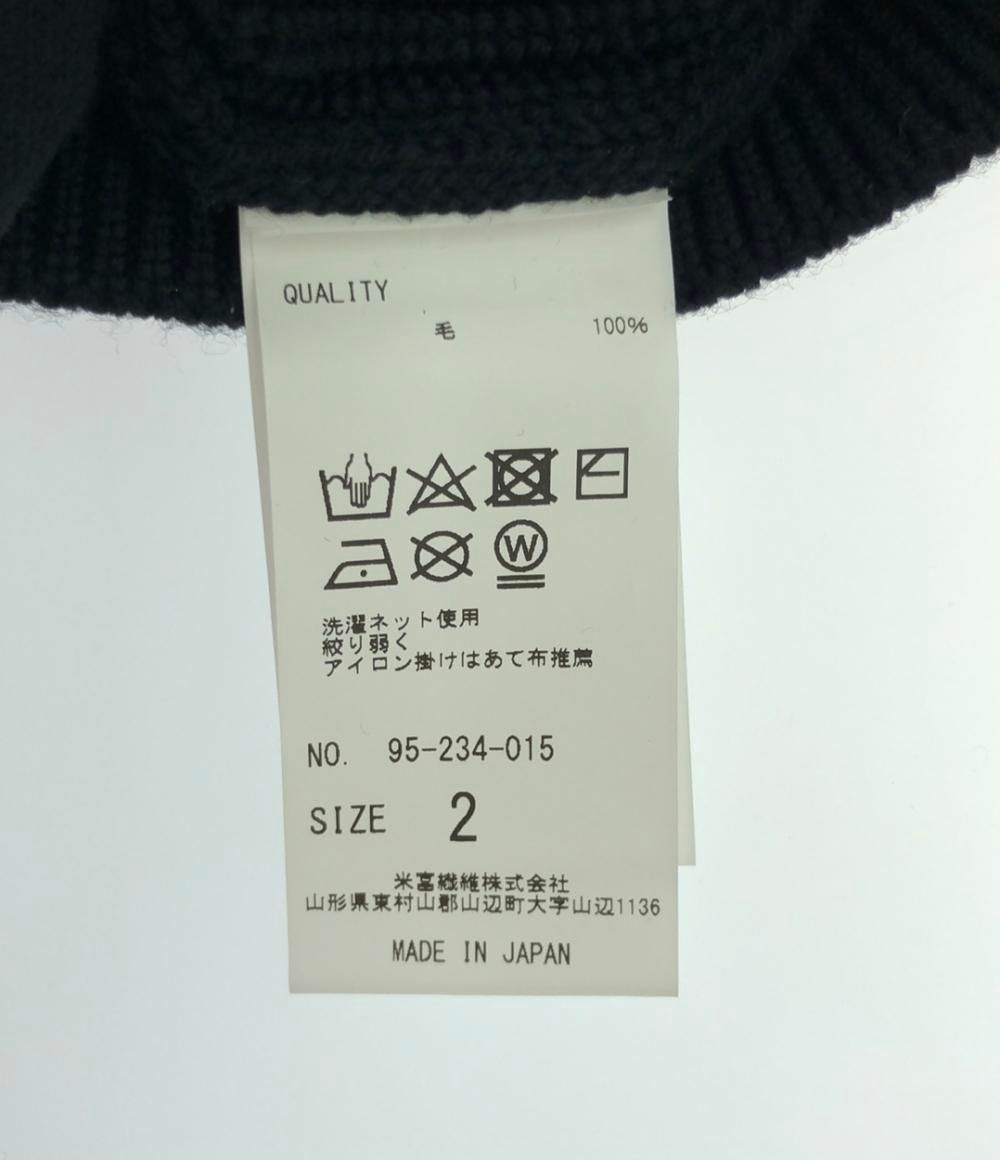 QUALITY
毛 100%
W
洗濯ネット使用
絞り弱く
アイロン掛けはあて布推薦
NO. 95-234-015
SIZE 2
米富繊維株式会社
山形県東村山郡山辺町大字山辺1136
MADE IN JAPAN